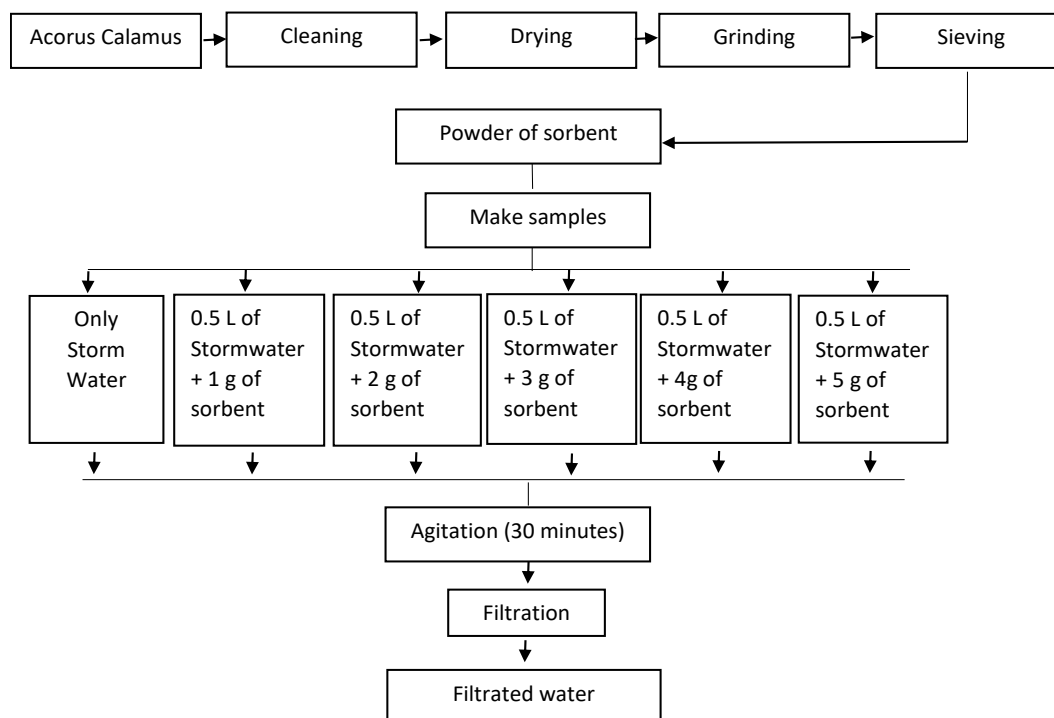 Acorus Calamus
Cleaning
Drying
Grinding
Sieving
Powder of sorbent
Make samples
Only
Storm
Water
0.5 L of
Stormwater
+ 1 g of
sorbent
0.5 L of
Stormwater
+ 2 g of
sorbent
0.5 L of
Stormwater
+ 3 g of
sorbent
0.5 L of
Stormwater
+ 4g of
sorbent
0.5 L of
Stormwater
+ 5 g of
sorbent
Agitation (30 minutes)
Filtration
Filtrated water